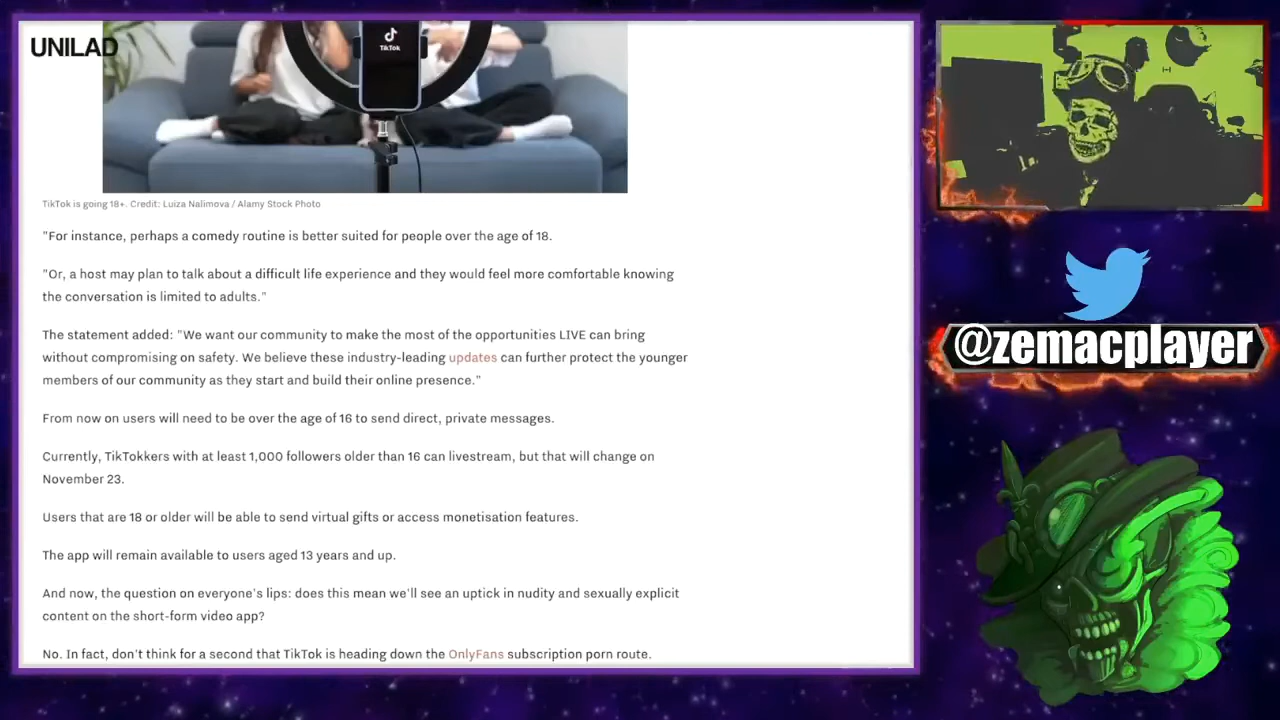 UNILAD
TikTok
TikTok is going 18+. Credit: Luiza Nalimova / Alamy Stock Photo
"For instance, perhaps a comedy routine is better suited for people over the age of 18.
"Or, a host may plan to talk about a difficult life experience and they would feel more comfortable knowing
the conversation is limited to adults."
The statement added: "We want our community to make the most of the opportunities LIVE can bring
without compromising on safety. We believe these industry-leading updates can further protect the younger
members of our community as they start and build their online presence."
From now on users will need to be over the age of 16 to send direct, private messages.
Currently, TikTokkers with at least 1,000 followers older than 16 can livestream, but that will change on
November 23.
Users that are 18 or older will be able to send virtual gifts or access monetisation features.
The app will remain available to users aged 13 years and up.
And now, the question on everyone's lips: does this mean we'll see an uptick in nudity and sexually explicit
content on the short-form video app?
No. In fact, don't think for a second that TikTok is heading down the OnlyFans subscription porn route.
@zemacplayer